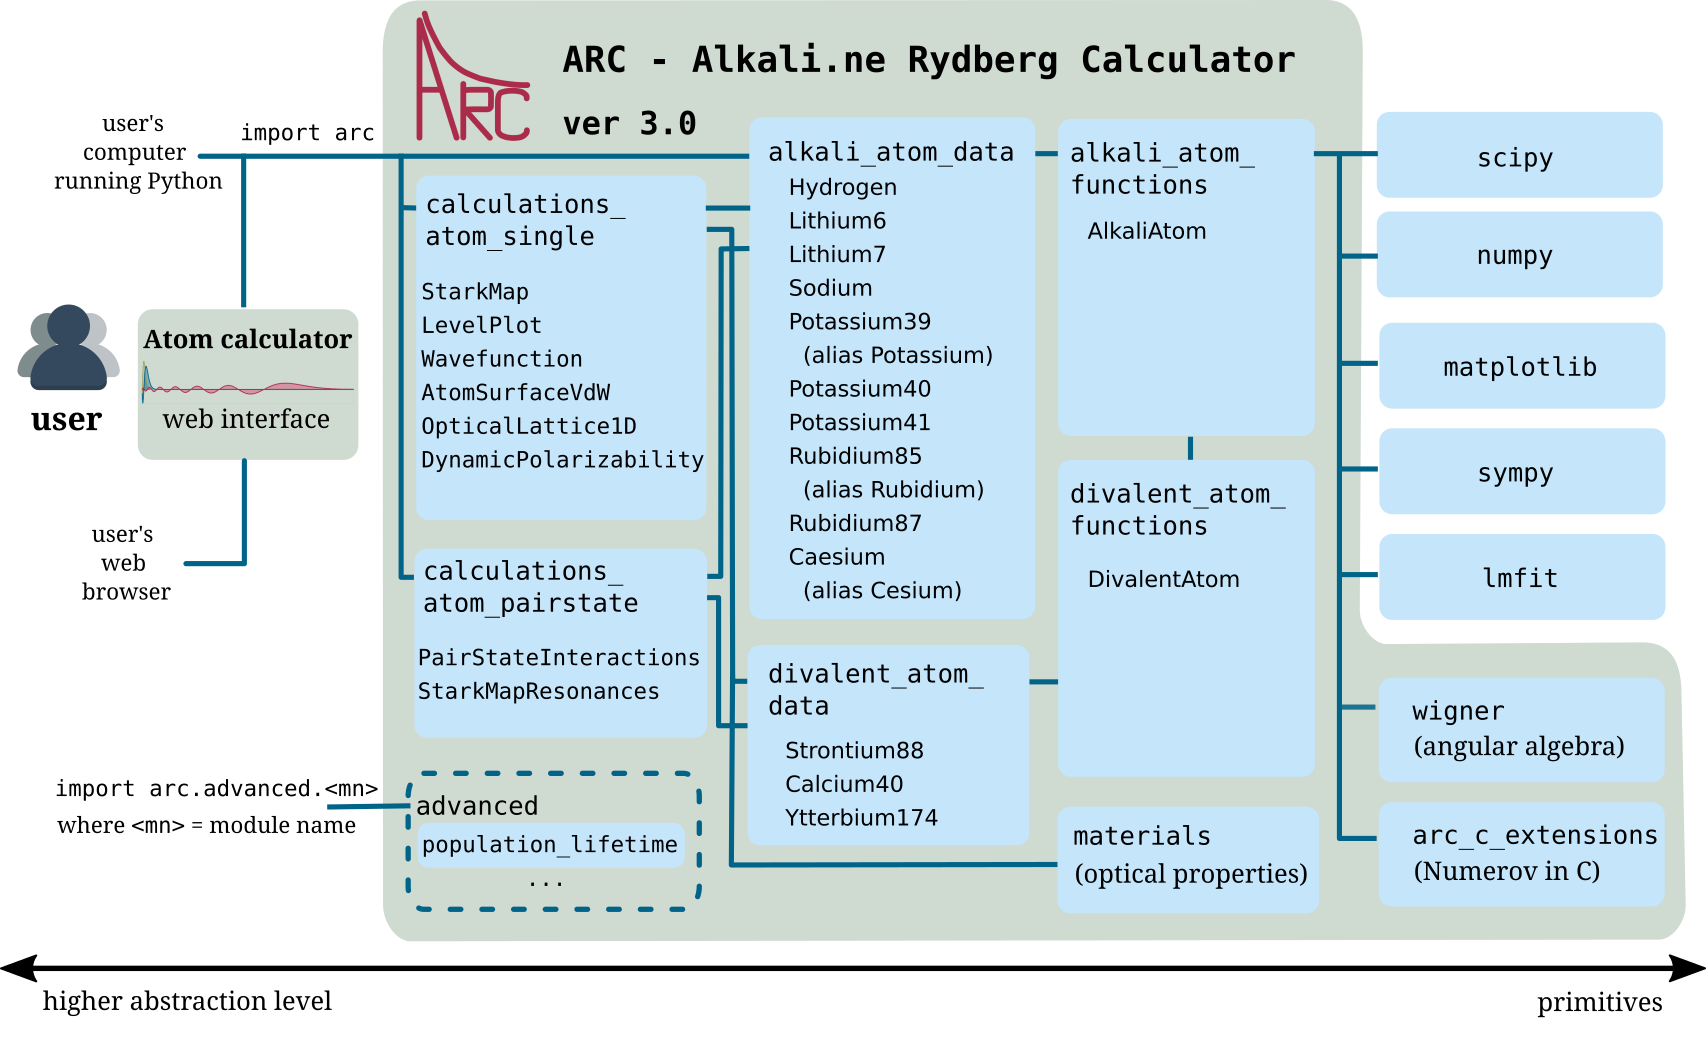 ARC
ARC - Alkali.ne Rydberg Calculator
ver 3.0
user's
computer
running Python
import arc
Atom calculator
web interface
user
user's
web
browser
import arc.advanced.<mn>
where <mn> = module name
calculations_
atom_single
StarkMap
LevelPlot
Wavefunction
AtomSurfaceVdW
OpticalLattice1D
DynamicPolarizability
calculations_
atom_pairstate
PairStateInteractions
StarkMapResonances
advanced
population_lifetime
...
alkali_atom_data
Hydrogen
Lithium6
Lithium7
Sodium
Potassium39
(alias Potassium)
Potassium40
Potassium41
Rubidium85
(alias Rubidium)
Rubidium87
Caesium
(alias Cesium)
divalent_atom_
data
Strontium88
Calcium40
Ytterbium174
alkali_atom_
functions
AlkaliAtom
divalent_atom_
functions
DivalentAtom
materials
(optical properties)
scipy
numpy
matplotlib
sympy
lmfit
wigner
(angular algebra)
arc_c_extensions
(Numerov in C)
higher abstraction level
primitives